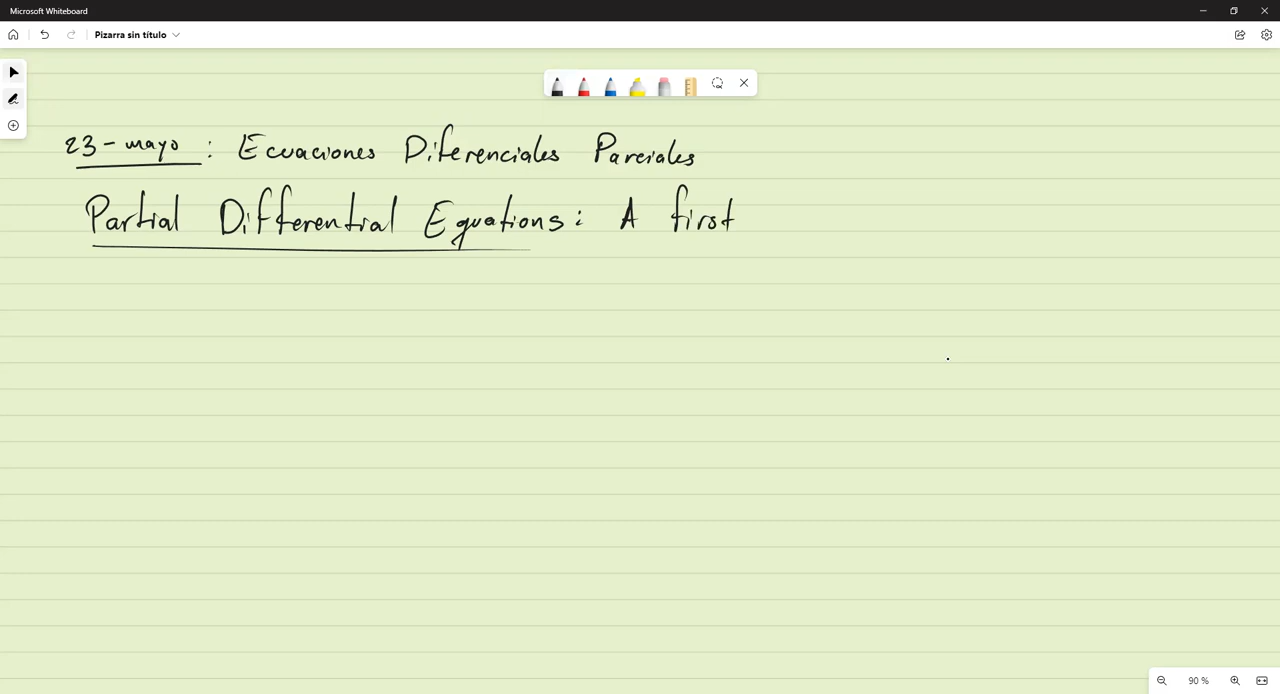 Microsoft Whiteboard
Pizarra sin título
23-mayo : Ecuaciones Diferenciales Parciales
Partial Differential Equations: A first
90 %